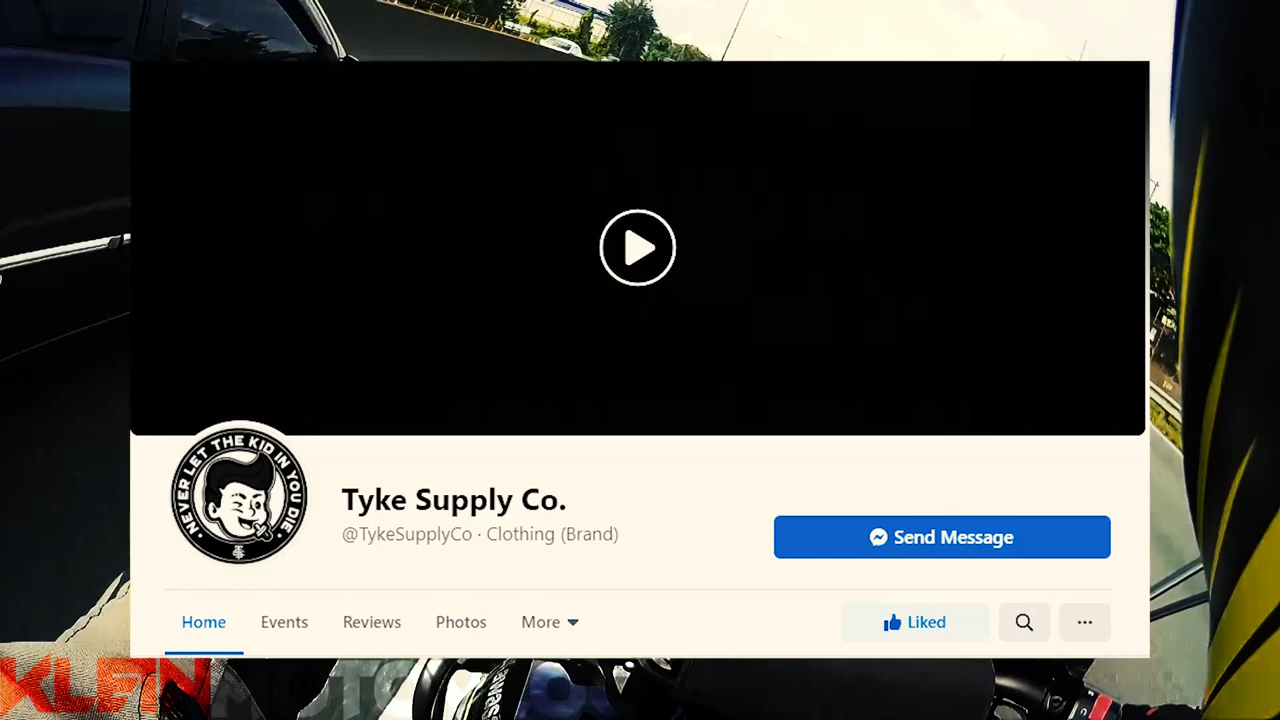 NEVER LET THE KID IN YOU DIE
Tyke Supply Co.
@TykeSupplyCo · Clothing (Brand)
Send Message
Home
Events
Reviews
Photos
More
Liked
KLEIN